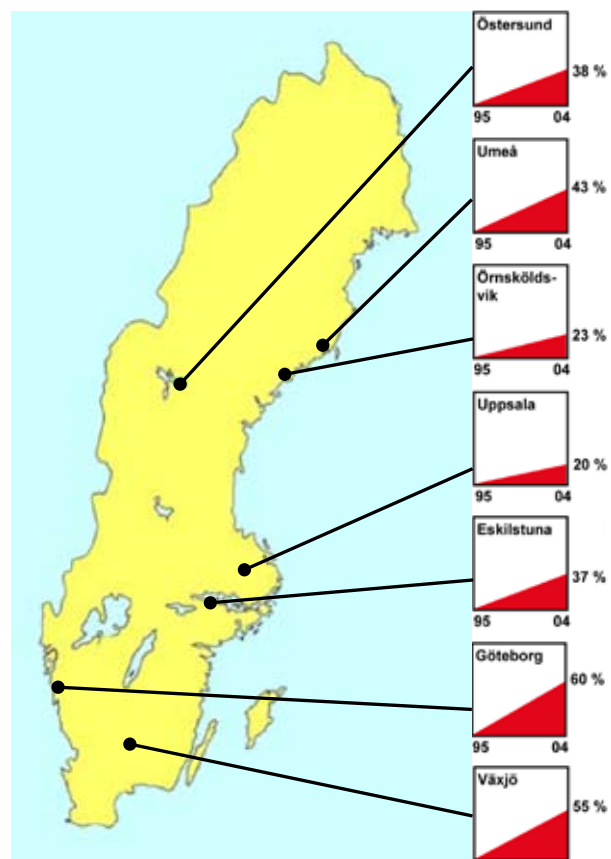 Östersund
38 %
95 04
Umeå
43 %
95 04
Örnskölds-
vik
23 %
95 04
Uppsala
20 %
95 04
Eskilstuna
37 %
95 04
Göteborg
60 %
95 04
Växjö
55 %